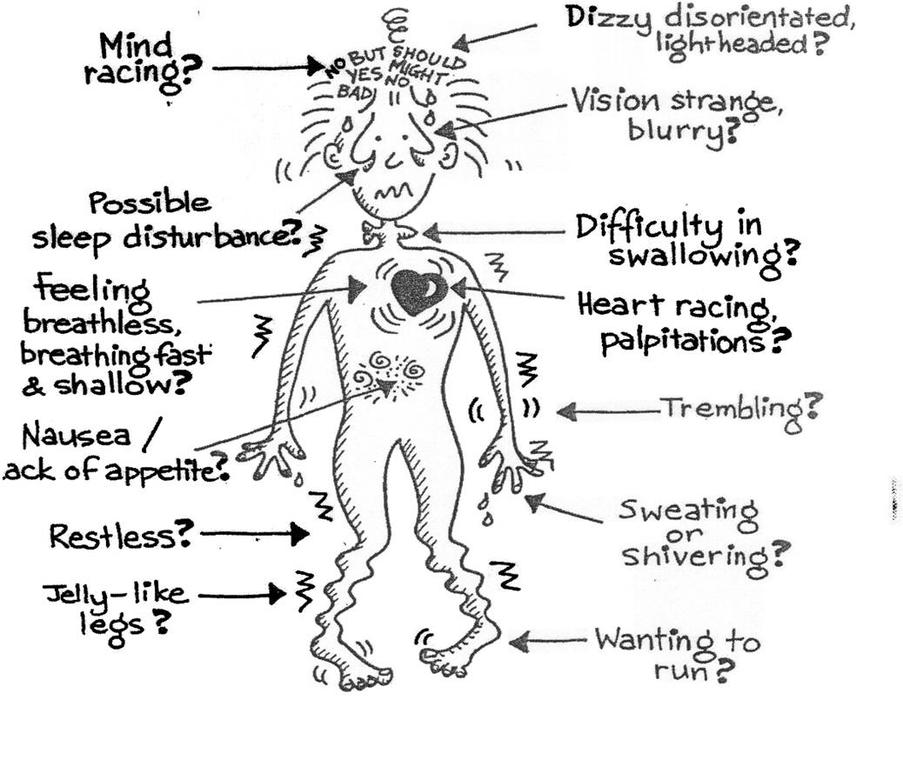 Mind
racing?
NO BUT SHOULD
YES MIGHT
BAD NO
!!
Dizzy disorientated,
lightheaded?
Vision strange,
blurry?
Possible
sleep disturbance?
Difficulty in
swallowing?
feeling
breathless,
breathing fast
& shallow?
Heart racing,
palpitations?
Trembling?
Nausea /
ack of appetite?
Sweating
or
shivering?
Restless?
Jelly-like
legs?
Wanting to
run?